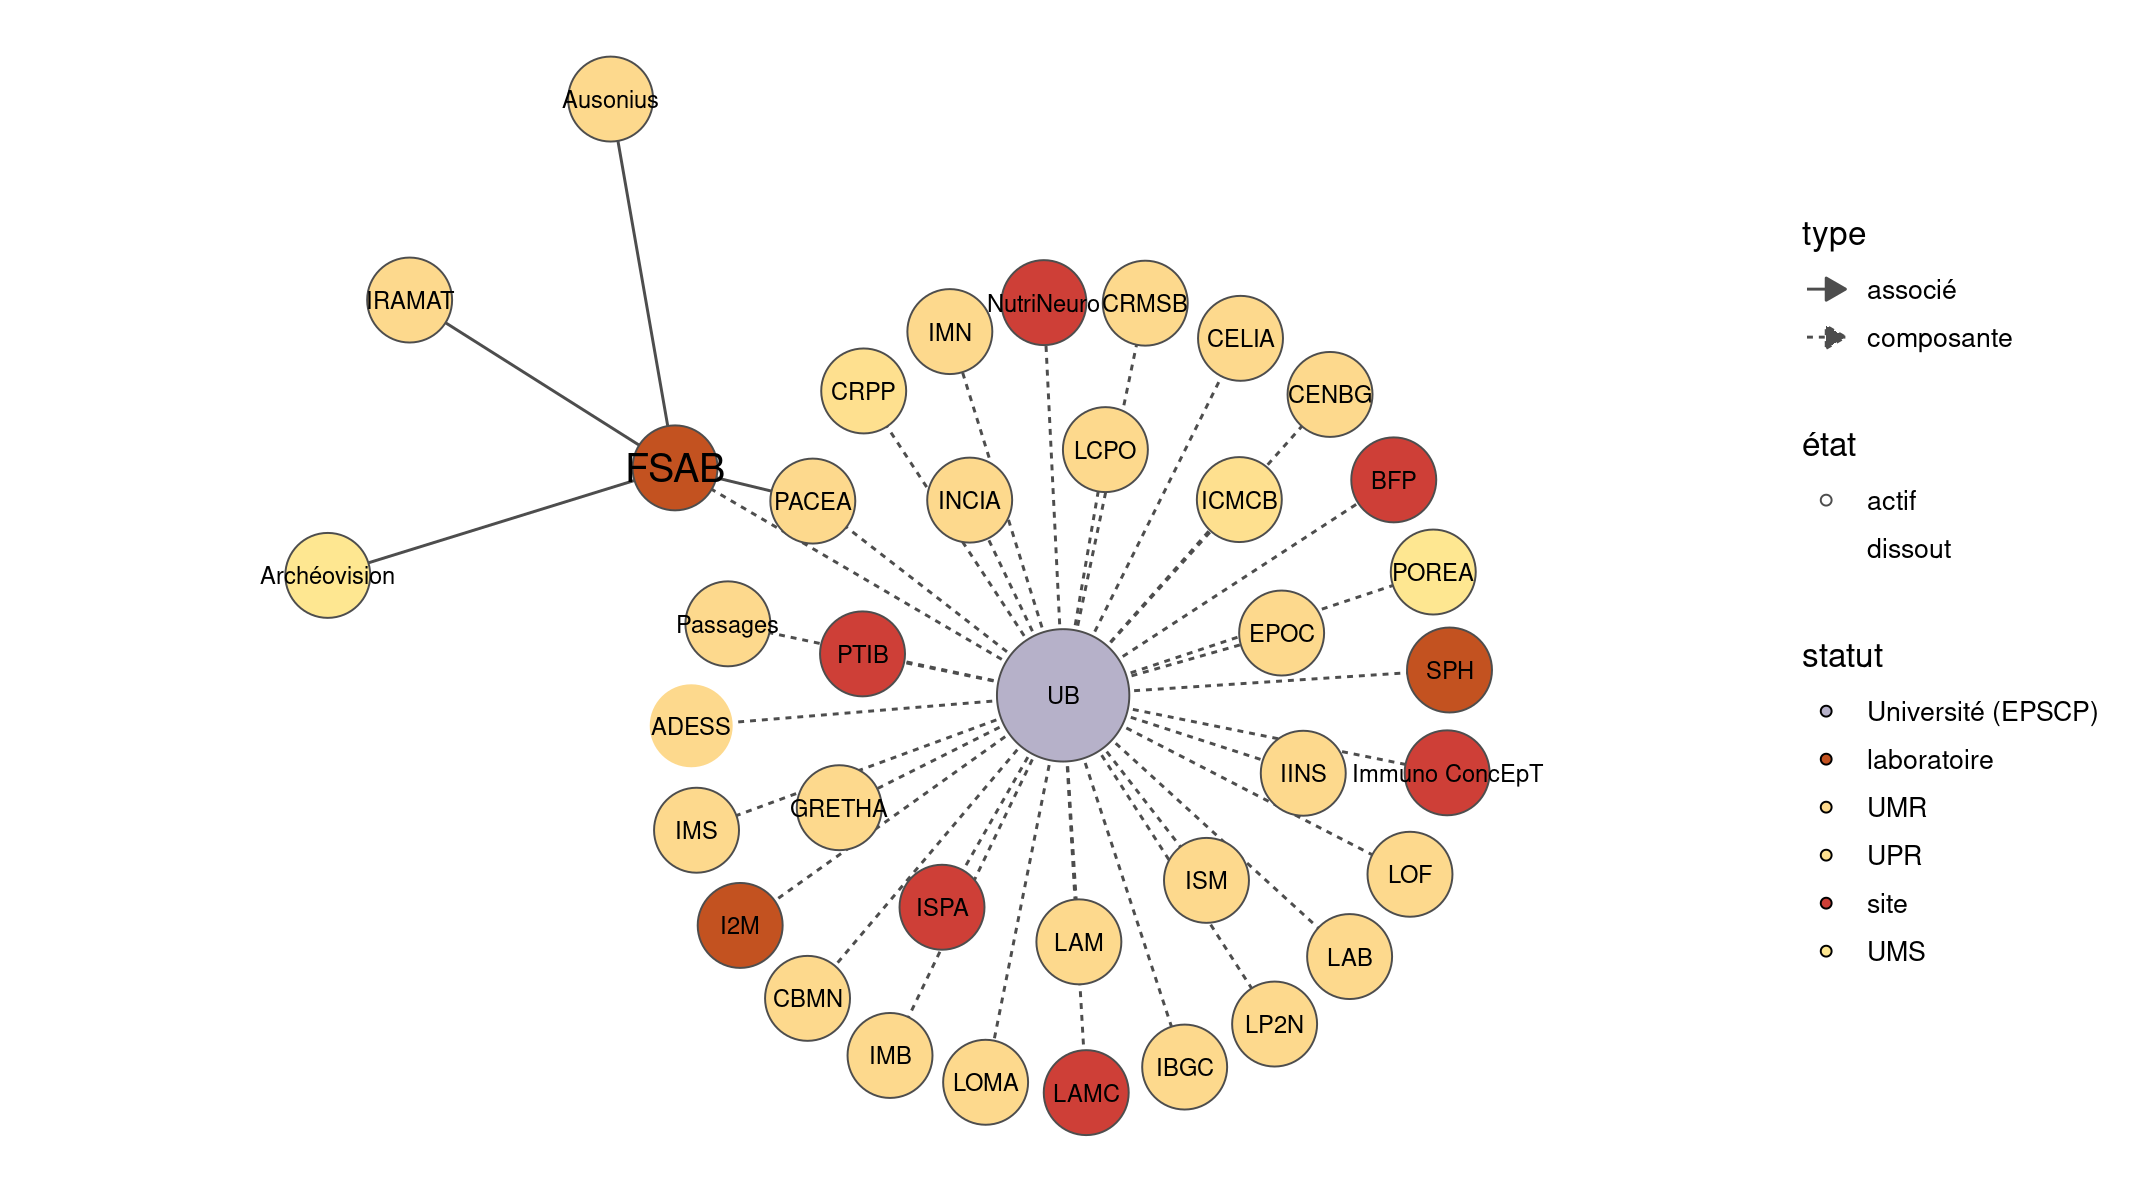 Ausonius
IRAMAT
NutriNeuro
CRMSB
IMN
CELIA
CRPP
CENBG
LCPO
FSAB
BFP
PACEA
INCIA
ICMCB
Archéovision
POREA
Passages
EPOC
PTIB
SPH
UB
ADESS
IINS
Immuno ConcEpT
GRETHA
IMS
LOF
ISM
ISPA
I2M
LAM
LAB
CBMN
LP2N
IMB
IBGC
LOMA
LAMC
type
associé
composante
état
actif
dissout
statut
Université (EPSCP)
laboratoire
UMR
UPR
site
UMS